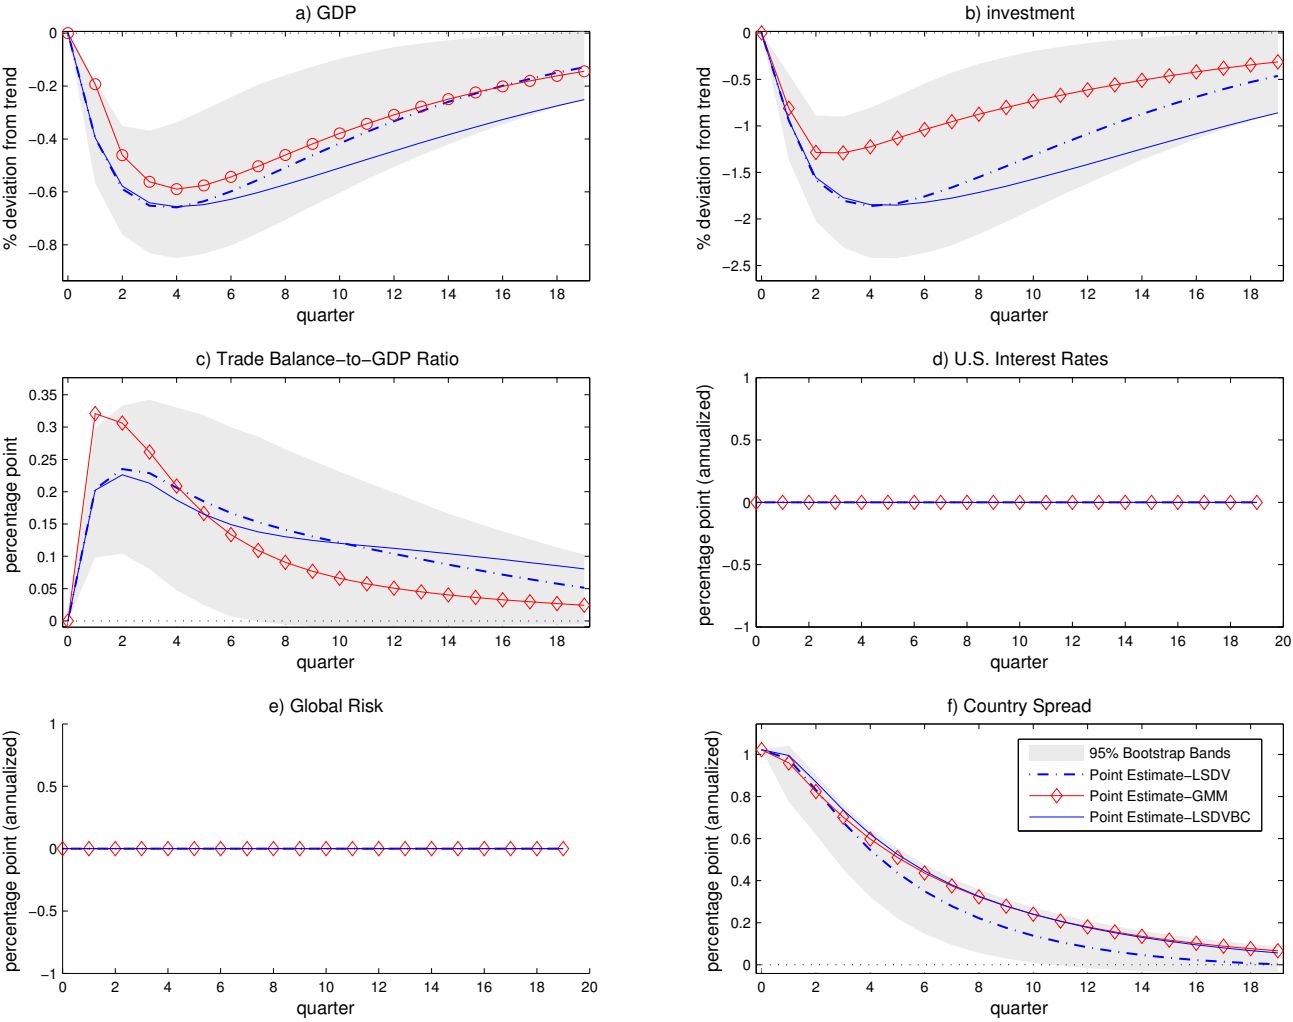 a) GDP
% deviation from trend
0
−0.2
−0.4
−0.6
−0.8
0 2 4 6 8 10 12 14 16 18
quarter
b) investment
% deviation from trend
0
−0.5
−1
−1.5
−2
−2.5
0 2 4 6 8 10 12 14 16 18
quarter
c) Trade Balance−to−GDP Ratio
percentage point
0.35
0.3
0.25
0.2
0.15
0.1
0.05
0
0 2 4 6 8 10 12 14 16 18
quarter
d) U.S. Interest Rates
percentage point (annualized)
1
0.5
0
−0.5
−1
0 2 4 6 8 10 12 14 16 18 20
quarter
e) Global Risk
percentage point (annualized)
1
0.5
0
−0.5
−1
0 2 4 6 8 10 12 14 16 18 20
quarter
f) Country Spread
percentage point (annualized)
1
0.8
0.6
0.4
0.2
0
0 2 4 6 8 10 12 14 16 18
quarter
95% Bootstrap Bands
Point Estimate−LSDV
Point Estimate−GMM
Point Estimate−LSDVBC